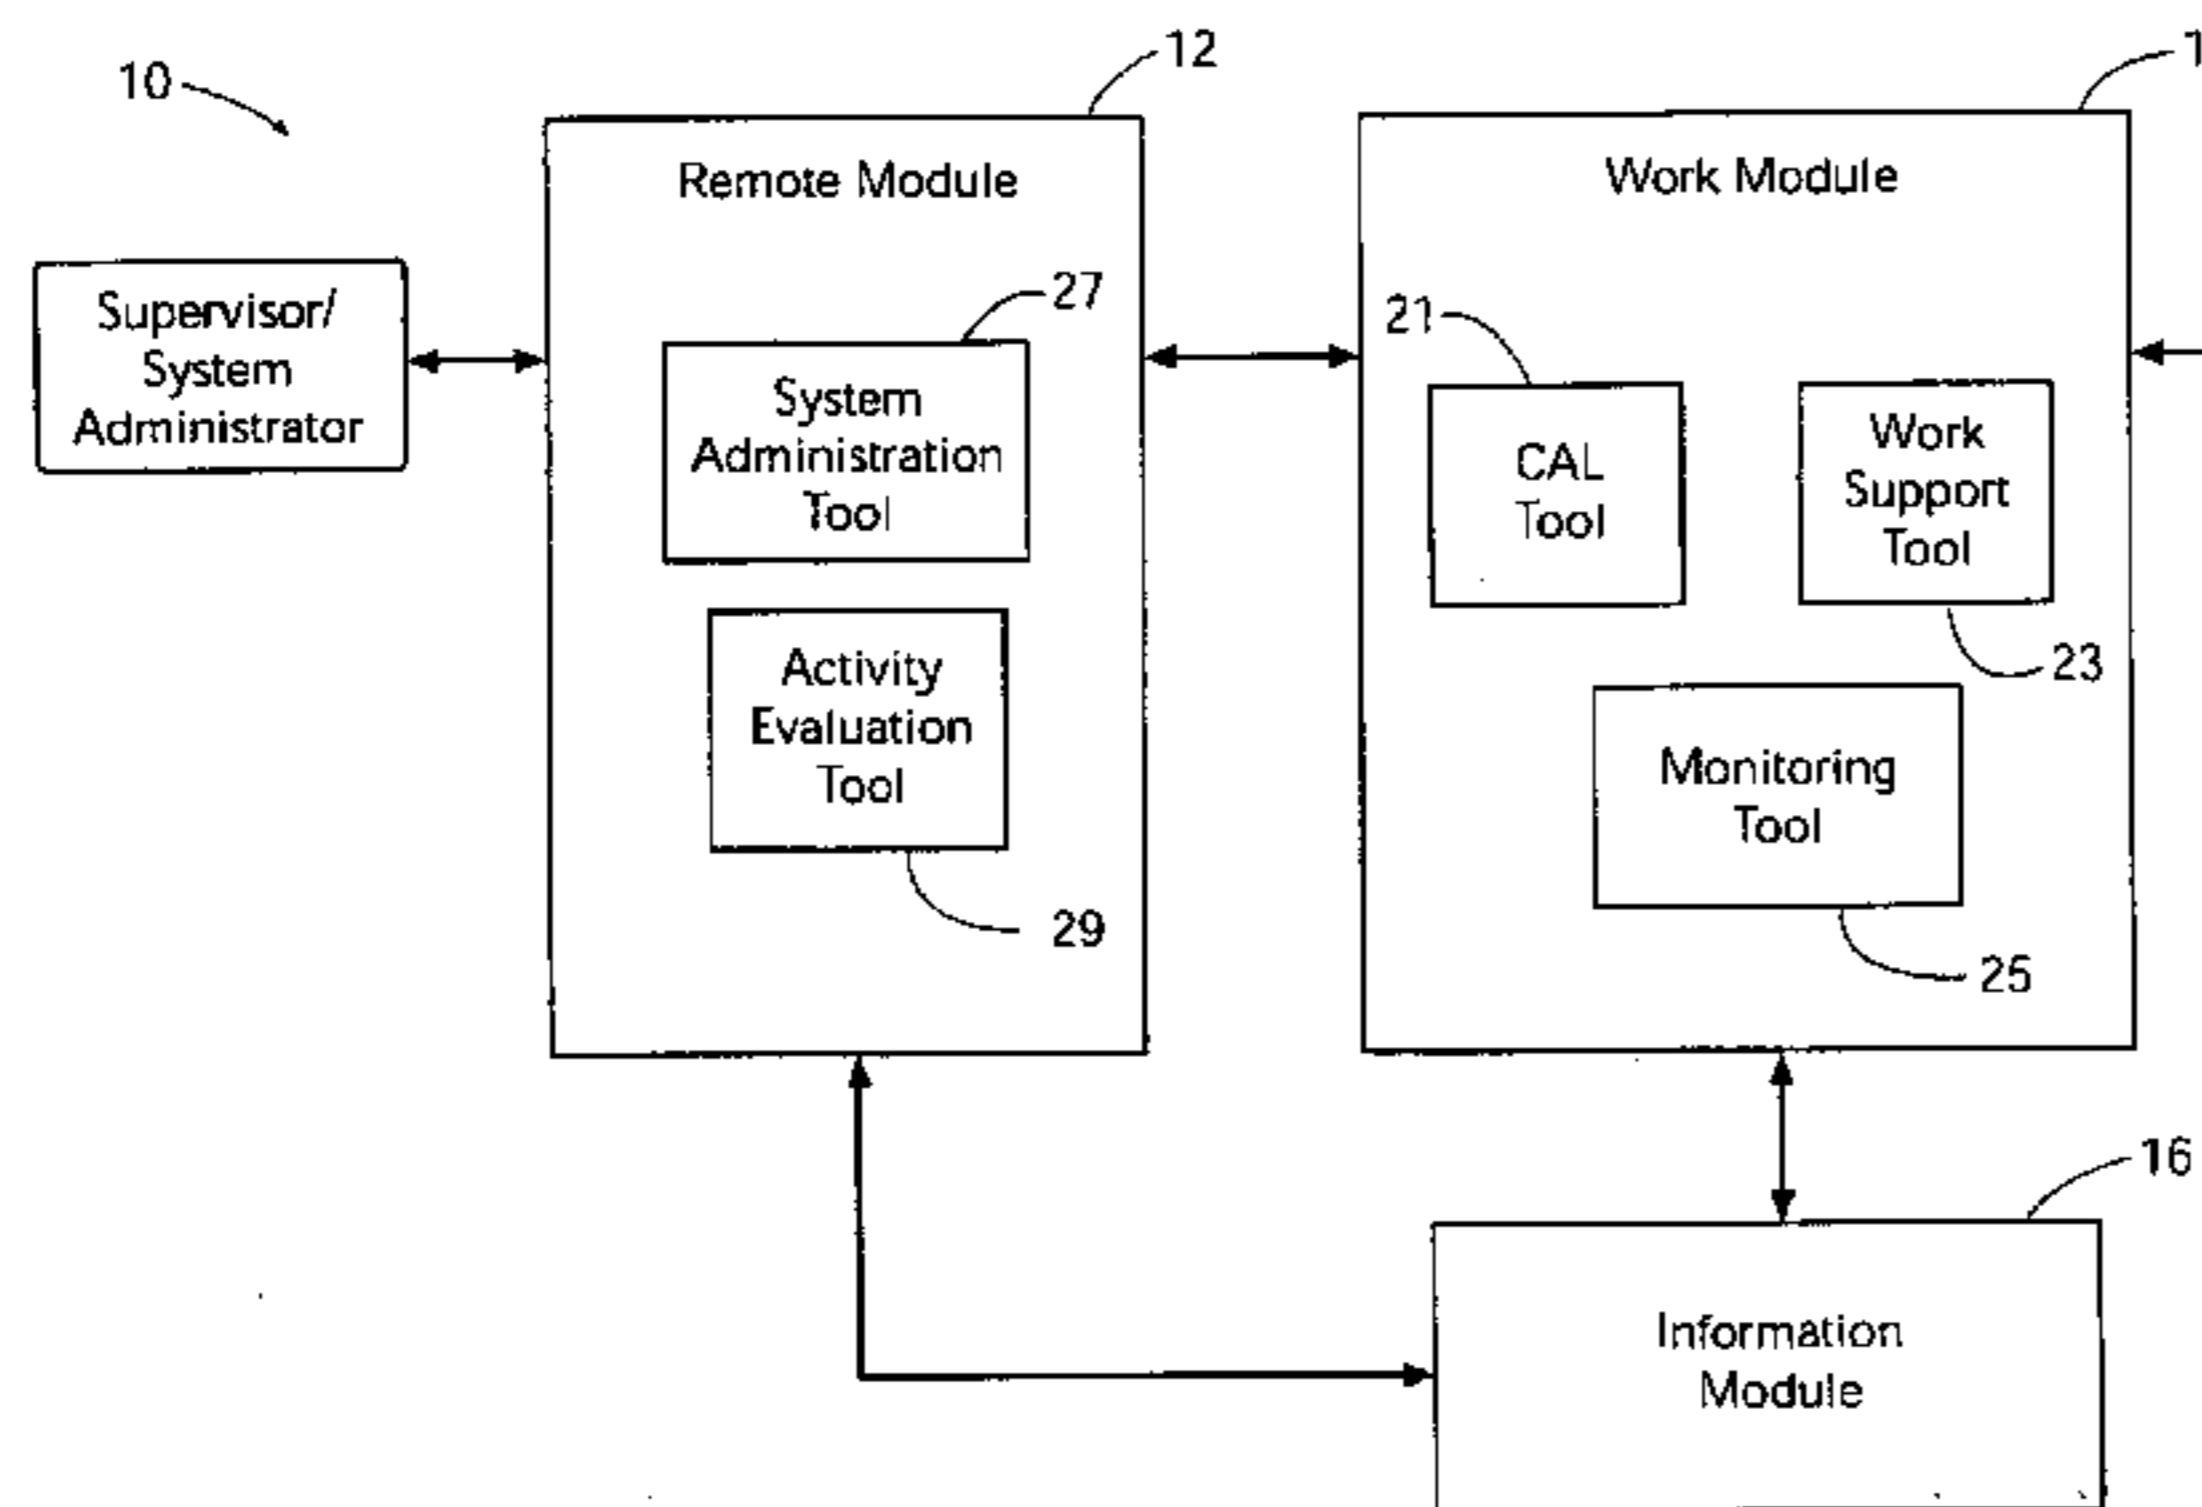 10
12
Remote Module
Work Module
Supervisor/
System
Administrator
27
System
Administration
Tool
21
CAL
Tool
Work
Support
Tool
23
Activity
Evaluation
Tool
29
Monitoring
Tool
25
16
Information
Module